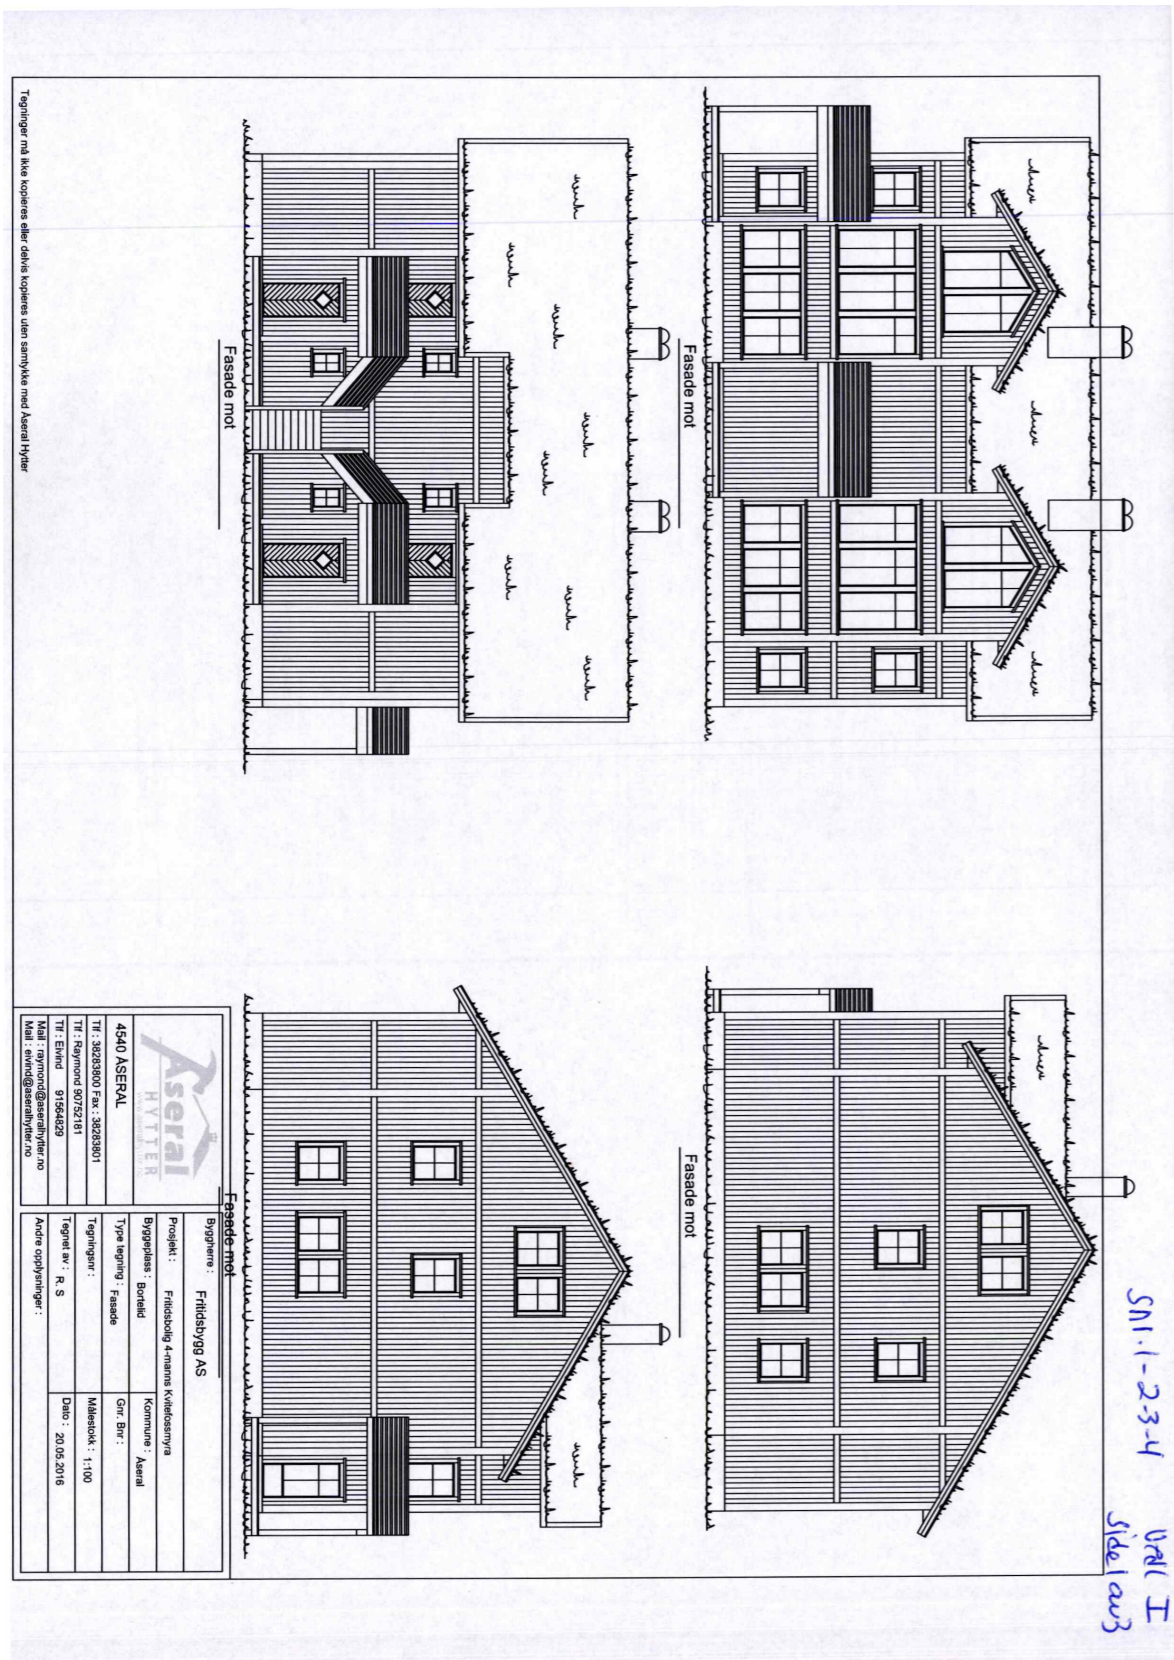 SNr. 1-2-3-4
Vedl I
side 1 av 3
Fasade mot
Fasade mot
Fasade mot
Fasade mot
Åseral
HYTTER
4540 ÅSERAL
Tlf : 38283800 Fax : 38283801
Tlf : Raymond 90752181
Tlf : Eivind 91564829
Mail : raymond@aseralhytter.no
Mail : eivind@aseralhytter.no
Byggherre : Fritidsbygg AS
Prosjekt : Fritidsbolig 4-manns Kvitefossmyra
Byggeplass : Bortelid Kommune : Åseral
Type tegning : Fasade Gnr. Bnr :
Tegningsnr : Målestokk : 1:100
Tegnet av : R. S Dato : 20.05.2016
Andre opplysninger :
Tegninger må ikke kopieres eller delvis kopieres uten samtykke med Åseral Hytter